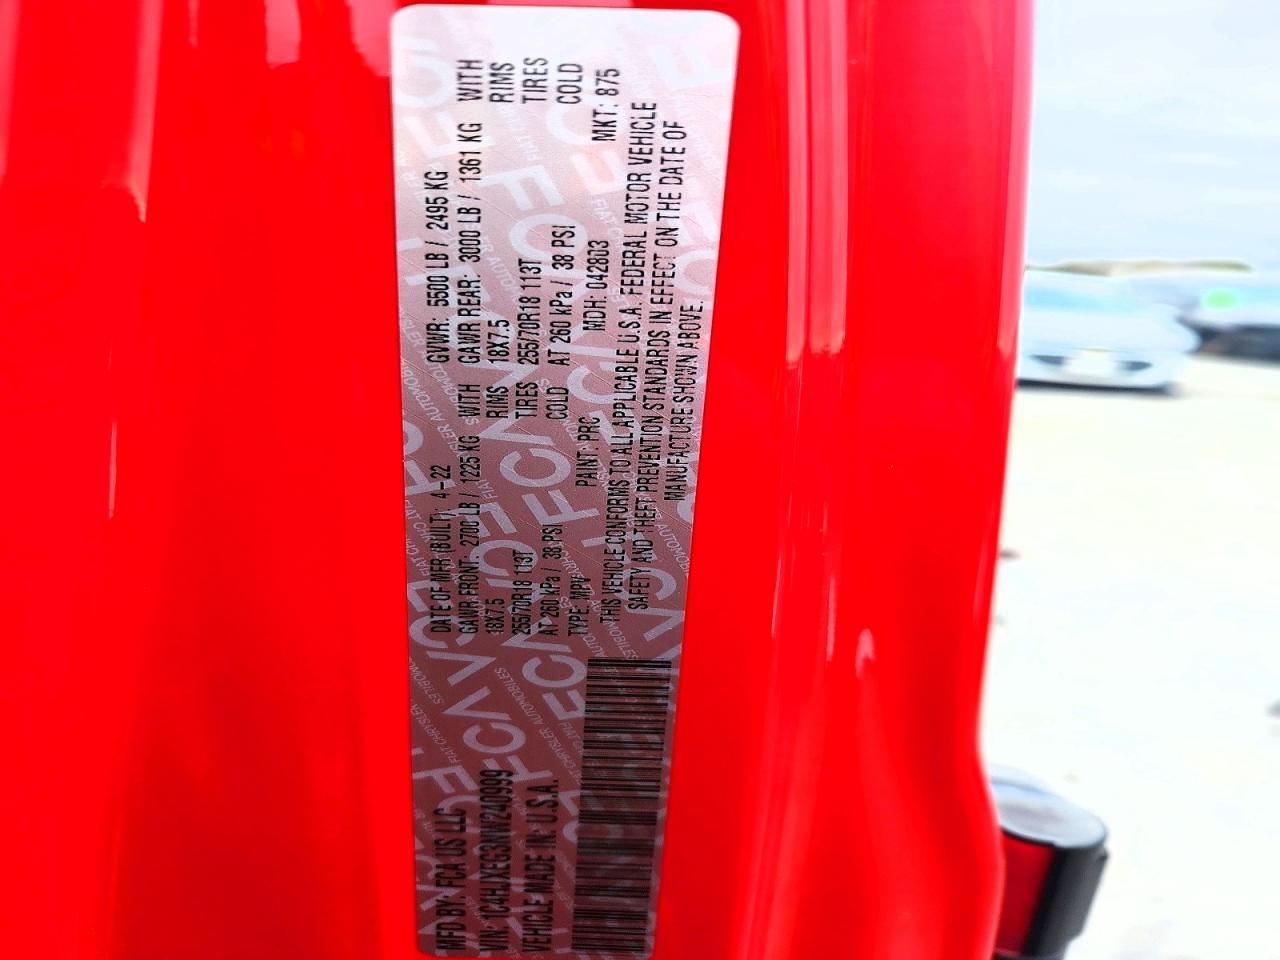 MFD BY: FCA US LLC
DATE OF MFR (BUILT): 4-22
GVWR: 5500 LB / 2495 KG
VIN: 1C4HJXEG3NW240999
GAWR FRONT: 2700 LB / 1225 KG WITH
GAWR REAR: 3000 LB / 1361 KG WITH
VEHICLE MADE IN: U.S.A.
18X7.5 RIMS
18X7.5 RIMS
255/70R18 113T TIRES
255/70R18 113T TIRES
AT 260 kPa / 38 PSI COLD
AT 260 kPa / 38 PSI COLD
TYPE: MPV
PAINT: PRC
MDH: 042803
MKT: 875
THIS VEHICLE CONFORMS TO ALL APPLICABLE U.S.A. FEDERAL MOTOR VEHICLE
SAFETY AND THEFT PREVENTION STANDARDS IN EFFECT ON THE DATE OF
MANUFACTURE SHOWN ABOVE.